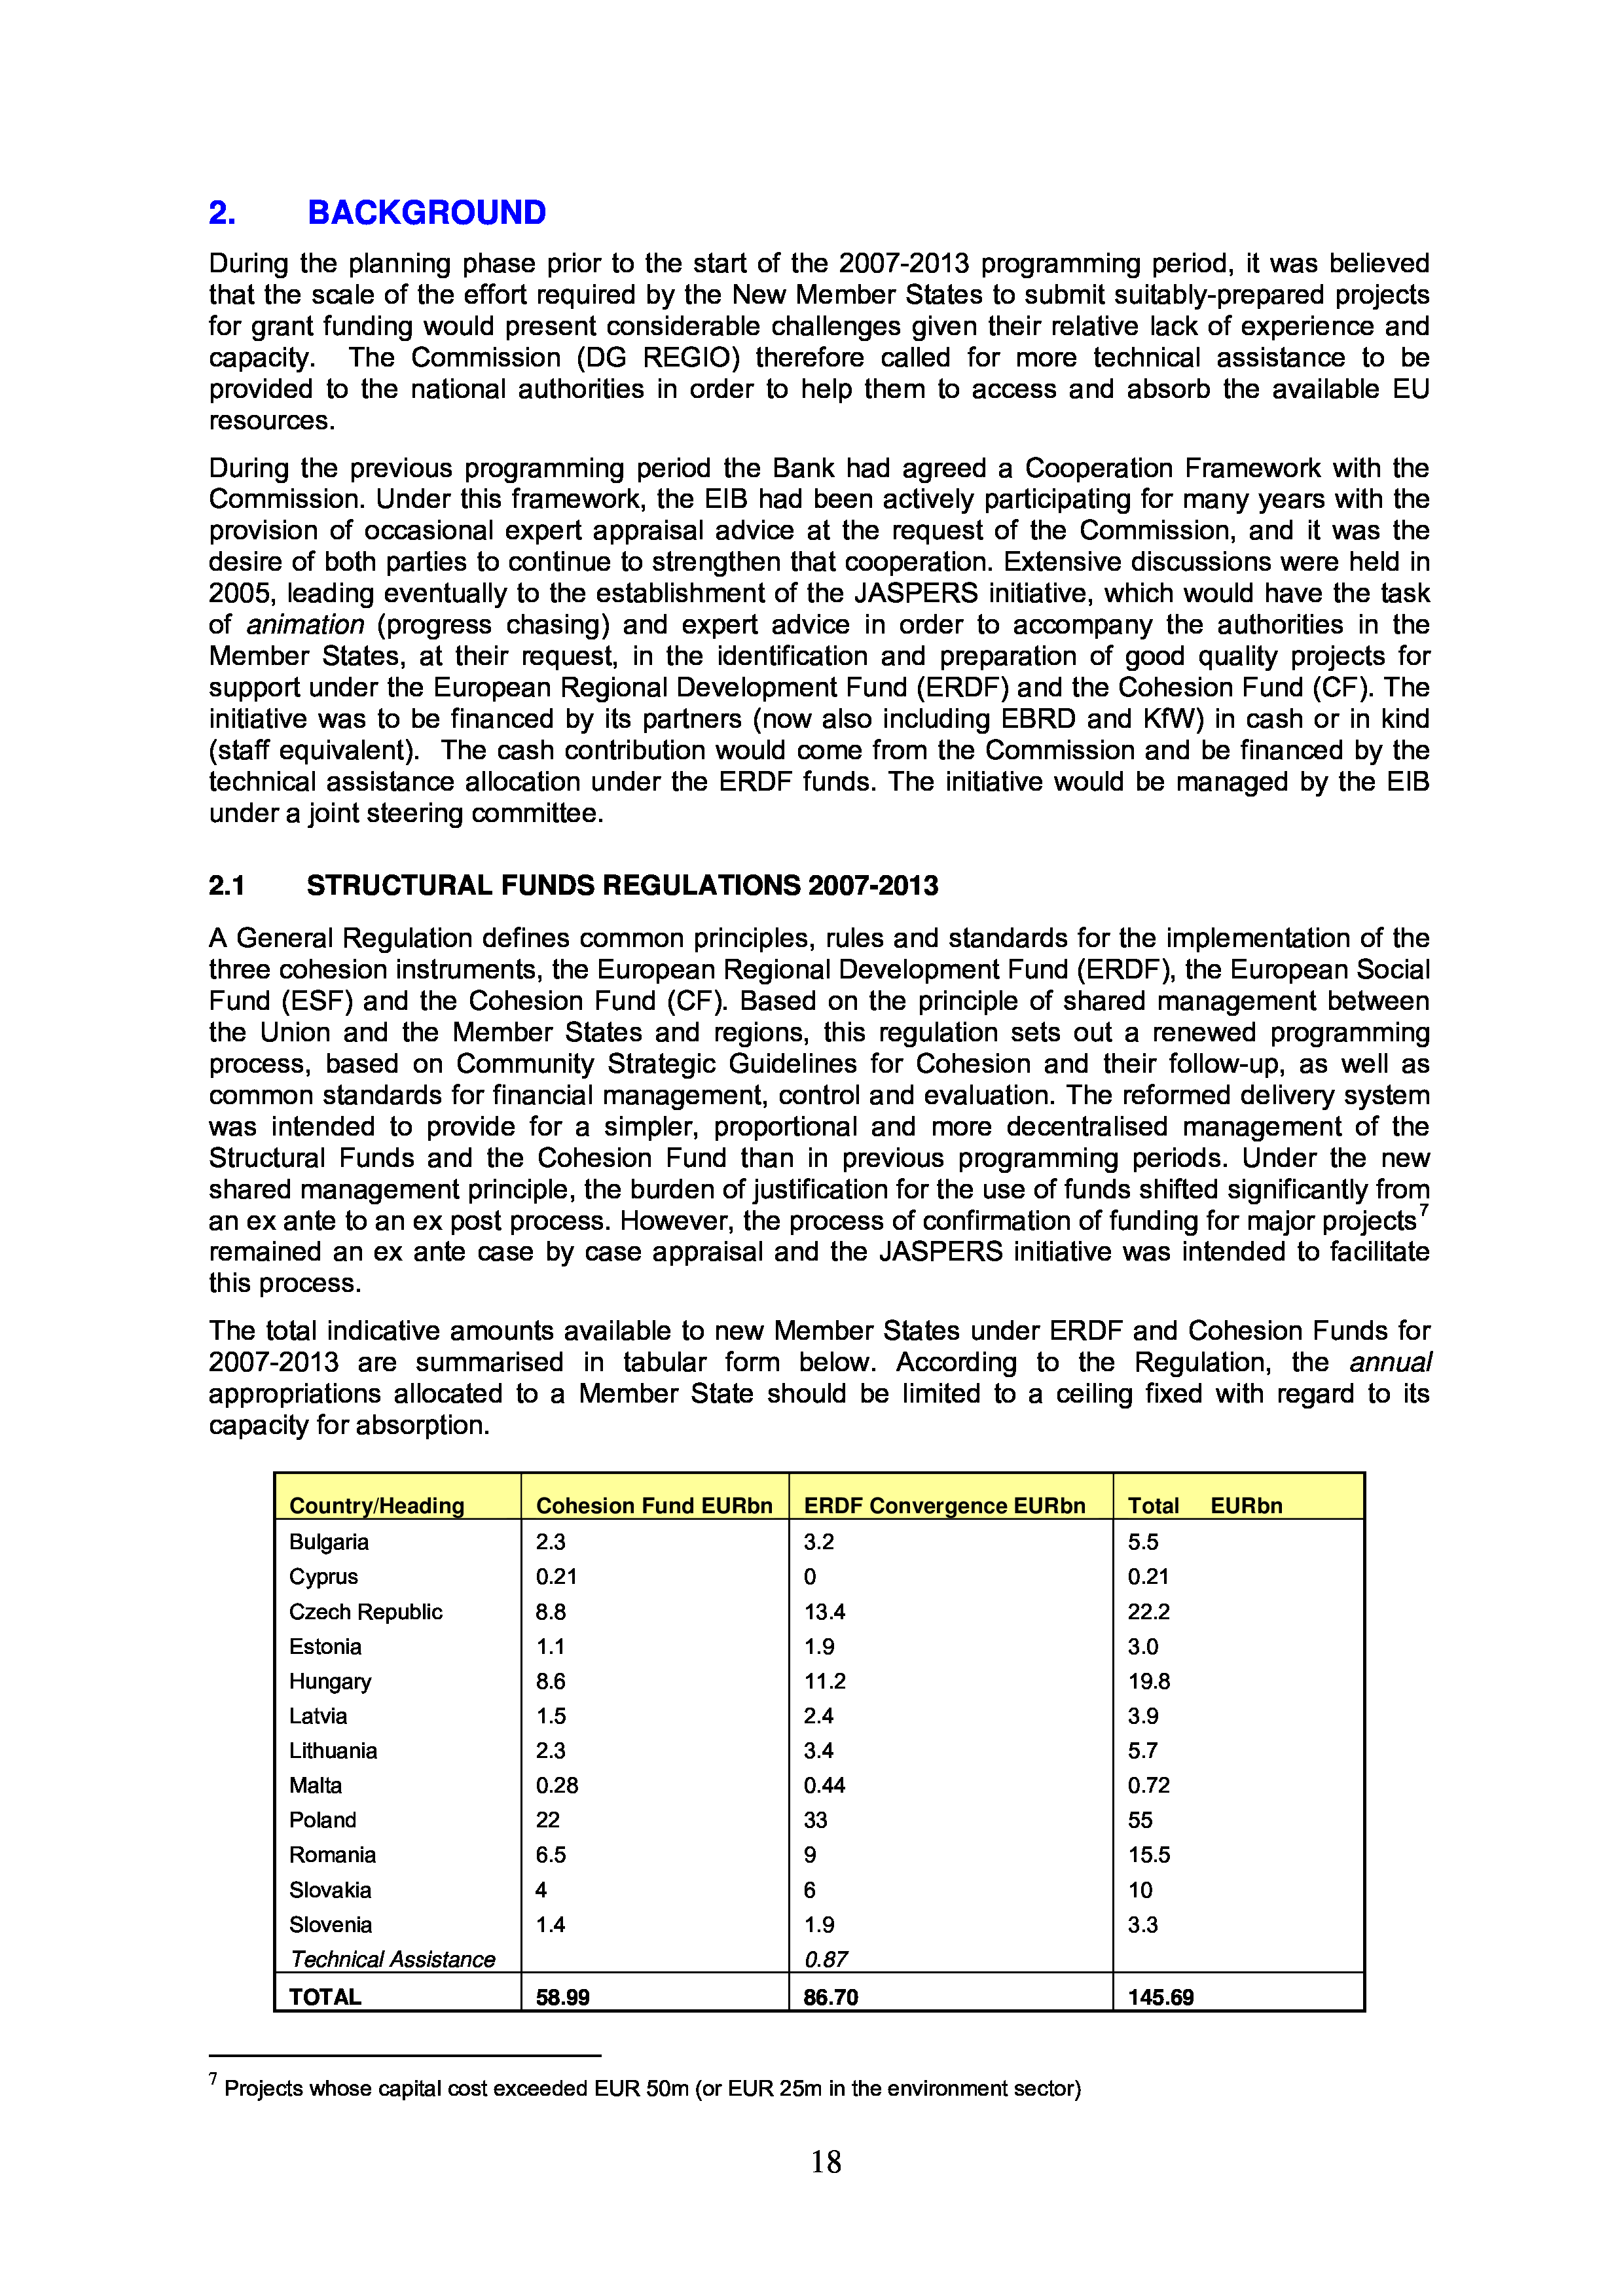 2. BACKGROUND
During the planning phase prior to the start of the 2007-2013 programming period, it was believed
that the scale of the effort required by the New Member States to submit suitably-prepared projects
for grant funding would present considerable challenges given their relative lack of experience and
capacity. The Commission (DG REGIO) therefore called for more technical assistance to be
provided to the national authorities in order to help them to access and absorb the available EU
resources.
During the previous programming period the Bank had agreed a Cooperation Framework with the
Commission. Under this framework, the EIB had been actively participating for many years with the
provision of occasional expert appraisal advice at the request of the Commission, and it was the
desire of both parties to continue to strengthen that cooperation. Extensive discussions were held in
2005, leading eventually to the establishment of the JASPERS initiative, which would have the task
of animation (progress chasing) and expert advice in order to accompany the authorities in the
Member States, at their request, in the identification and preparation of good quality projects for
support under the European Regional Development Fund (ERDF) and the Cohesion Fund (CF). The
initiative was to be financed by its partners (now also including EBRD and KfW) in cash or in kind
(staff equivalent). The cash contribution would come from the Commission and be financed by the
technical assistance allocation under the ERDF funds. The initiative would be managed by the EIB
under a joint steering committee.
2.1 STRUCTURAL FUNDS REGULATIONS 2007-2013
A General Regulation defines common principles, rules and standards for the implementation of the
three cohesion instruments, the European Regional Development Fund (ERDF), the European Social
Fund (ESF) and the Cohesion Fund (CF). Based on the principle of shared management between
the Union and the Member States and regions, this regulation sets out a renewed programming
process, based on Community Strategic Guidelines for Cohesion and their follow-up, as well as
common standards for financial management, control and evaluation. The reformed delivery system
was intended to provide for a simpler, proportional and more decentralised management of the
Structural Funds and the Cohesion Fund than in previous programming periods. Under the new
shared management principle, the burden of justification for the use of funds shifted significantly from
an ex ante to an ex post process. However, the process of confirmation of funding for major projects7
remained an ex ante case by case appraisal and the JASPERS initiative was intended to facilitate
this process.
The total indicative amounts available to new Member States under ERDF and Cohesion Funds for
2007-2013 are summarised in tabular form below. According to the Regulation, the annual
appropriations allocated to a Member State should be limited to a ceiling fixed with regard to its
capacity for absorption.
Country/Heading Cohesion Fund EURbn ERDF Convergence EURbn Total EURbn
Bulgaria 2.3 3.2 5.5
Cyprus 0.21 0 0.21
Czech Republic 8.8 13.4 22.2
Estonia 1.1 1.9 3.0
Hungary 8.6 11.2 19.8
Latvia 1.5 2.4 3.9
Lithuania 2.3 3.4 5.7
Malta 0.28 0.44 0.72
Poland 22 33 55
Romania 6.5 9 15.5
Slovakia 4 6 10
Slovenia 1.4 1.9 3.3
Technical Assistance 0.87
TOTAL 58.99 86.70 145.69
7 Projects whose capital cost exceeded EUR 50m (or EUR 25m in the environment sector)
18